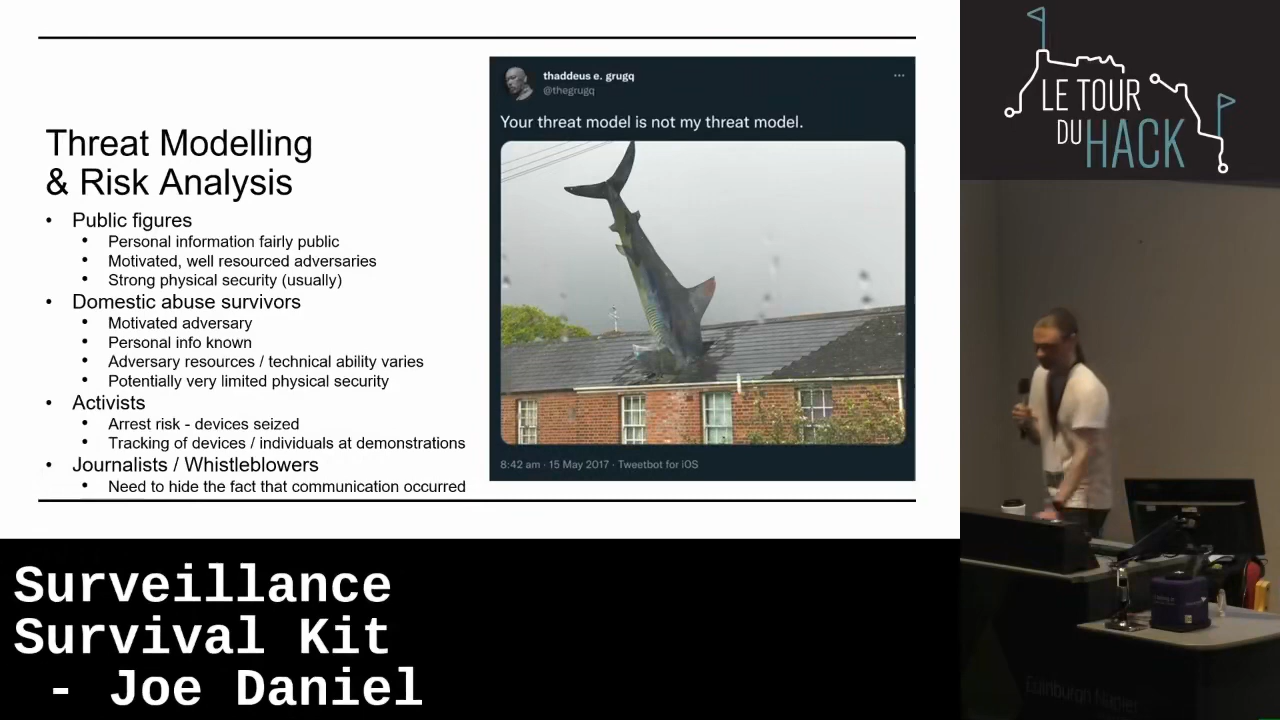 Threat Modelling
& Risk Analysis
• Public figures
• Personal information fairly public
• Motivated, well resourced adversaries
• Strong physical security (usually)
• Domestic abuse survivors
• Motivated adversary
• Personal info known
• Adversary resources / technical ability varies
• Potentially very limited physical security
• Activists
• Arrest risk - devices seized
• Tracking of devices / individuals at demonstrations
• Journalists / Whistleblowers
• Need to hide the fact that communication occurred
thaddeus e. grugq
@thegrugq
Your threat model is not my threat model.
8:42 am · 15 May 2017 · Tweetbot for iOS
LE TOUR
DU HACK
Surveillance
Survival Kit
- Joe Daniel
Edinburgh Napier